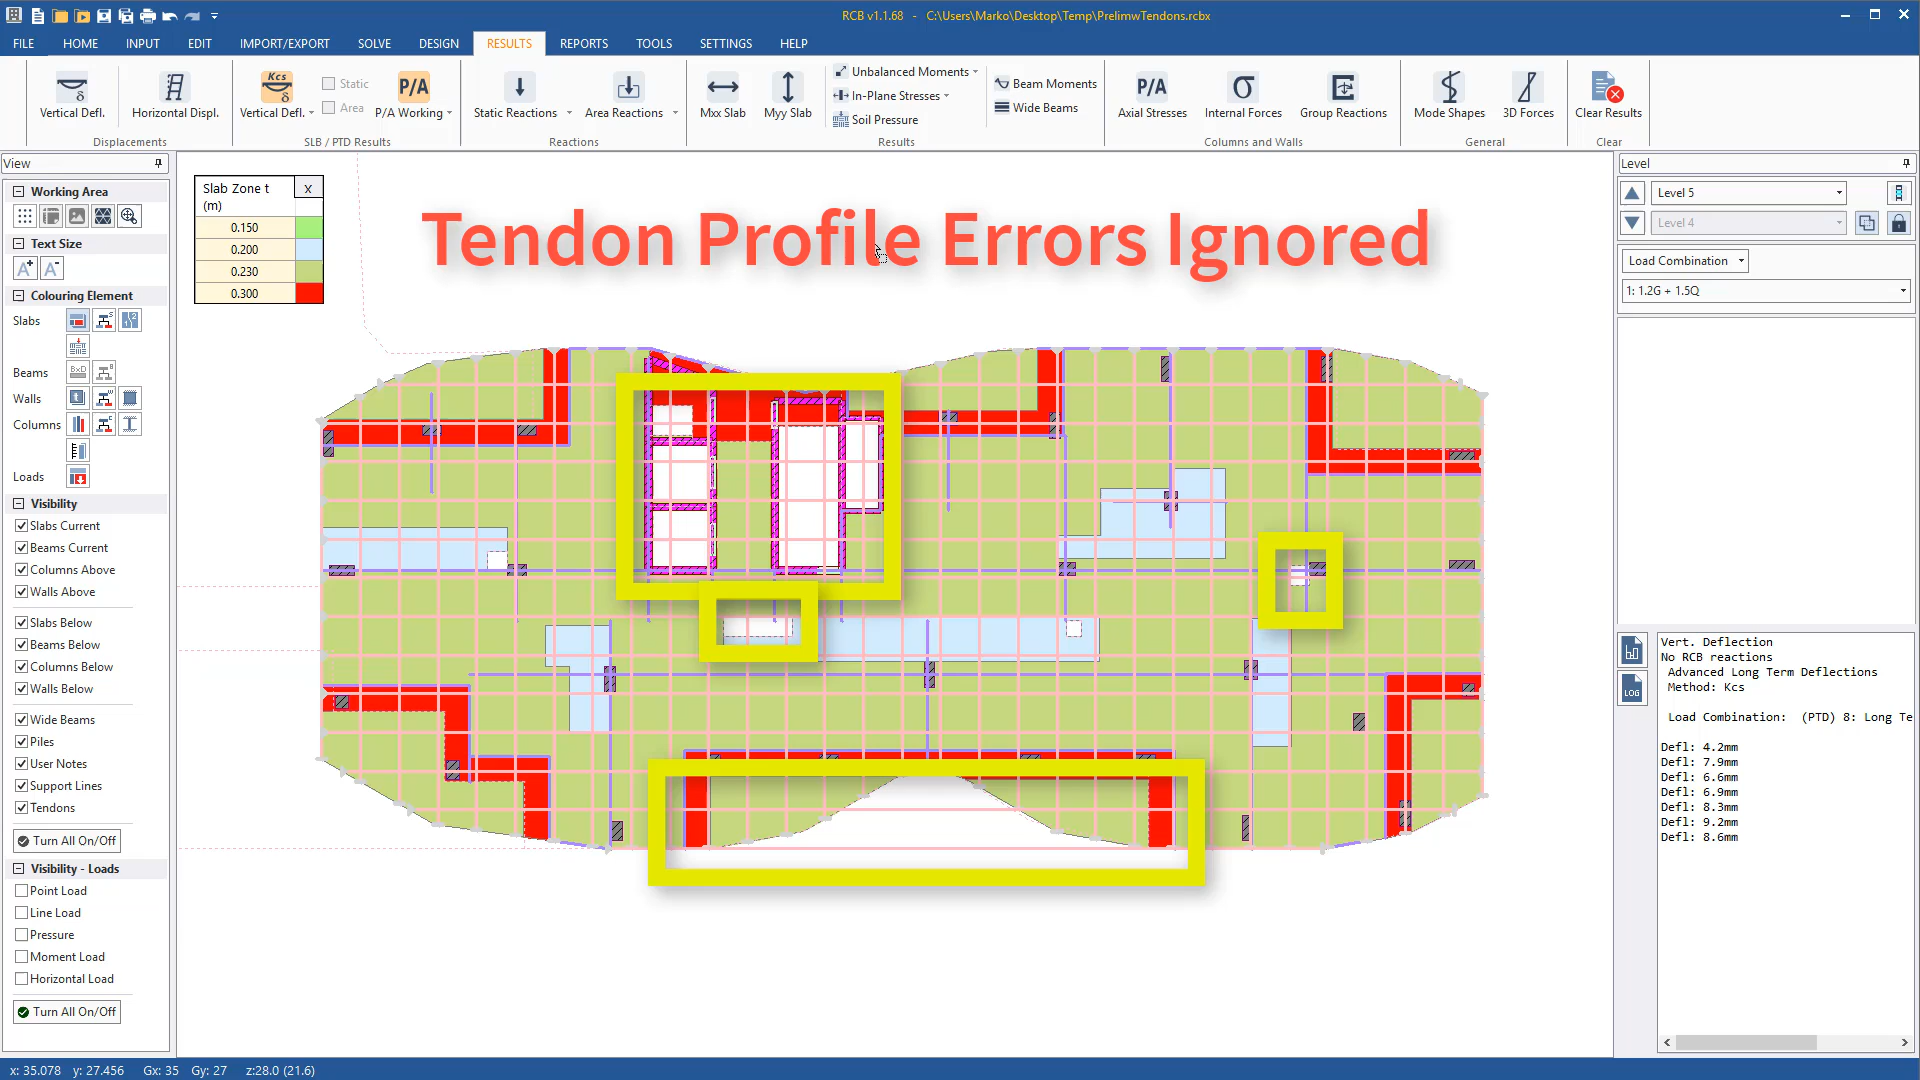 RCB v1.1.68 - C:\Users\Marko\Desktop\Temp\PrelimwTendons.rcbx
FILE HOME INPUT EDIT IMPORT/EXPORT SOLVE DESIGN RESULTS REPORTS TOOLS SETTINGS HELP
Kcs Static P/A Unbalanced Moments Beam Moments P/A
Vertical Defl. Horizontal Displ. Vertical Defl. Area P/A Working Static Reactions Area Reactions Mxx Slab Myy Slab In-Plane Stresses Wide Beams Axial Stresses Internal Forces Group Reactions Mode Shapes 3D Forces Clear Results
Soil Pressure
Displacements SLB / PTD Results Reactions Results Columns and Walls General Clear
View
Working Area
Text Size
A+ A-
Colouring Element
Slabs
Beams
BxD
Walls
Columns
Loads
Visibility
Slabs Current
Beams Current
Columns Above
Walls Above
Slabs Below
Beams Below
Columns Below
Walls Below
Wide Beams
Piles
User Notes
Support Lines
Tendons
Turn All On/Off
Visibility - Loads
Point Load
Line Load
Pressure
Moment Load
Horizontal Load
Turn All On/Off
Slab Zone t
(m)
x
0.150
0.200
0.230
0.300
Tendon Profile Errors Ignored
Level
Level 5
Level 4
Load Combination
1: 1.2G + 1.5Q
LOG
Vert. Deflection
No RCB reactions
Advanced Long Term Deflections
Method: Kcs
Load Combination: (PTD) 8: Long Te
Defl: 4.2mm
Defl: 7.9mm
Defl: 6.6mm
Defl: 6.9mm
Defl: 8.3mm
Defl: 9.2mm
Defl: 8.6mm
x: 35.078 y: 27.456 Gx: 35 Gy: 27 z:28.0 (21.6)